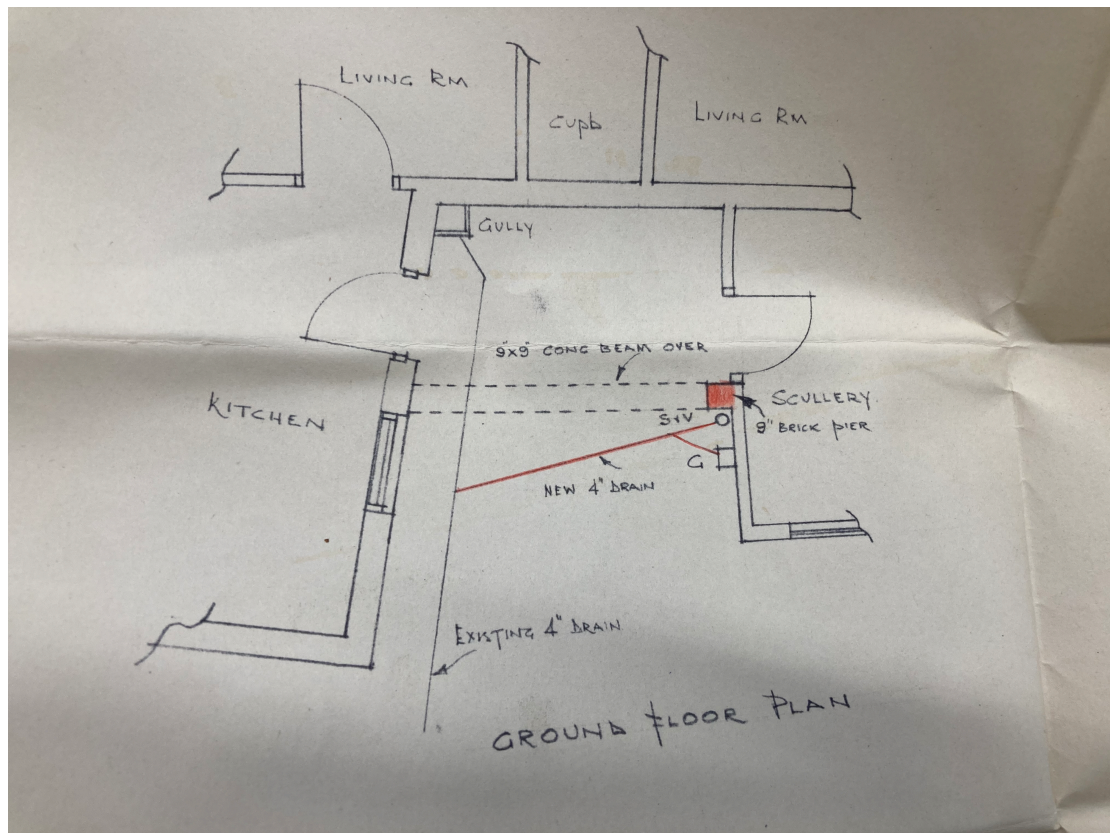 LIVING RM
CUPB
LIVING RM
GULLY
9"x9" CONC BEAM OVER
KITCHEN
SCULLERY
9" BRICK PIER
S+V
G
NEW 4" DRAIN
EXISTING 4" DRAIN
GROUND FLOOR PLAN